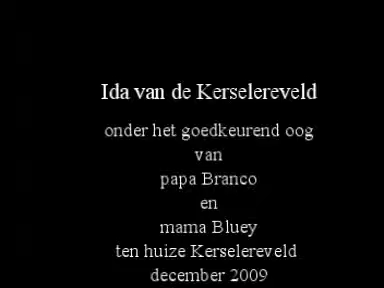 Ida van de Kerselereveld
onder het goedkeurend oog
van
papa Branco
en
mama Bluey
ten huize Kerselereveld
december 2009